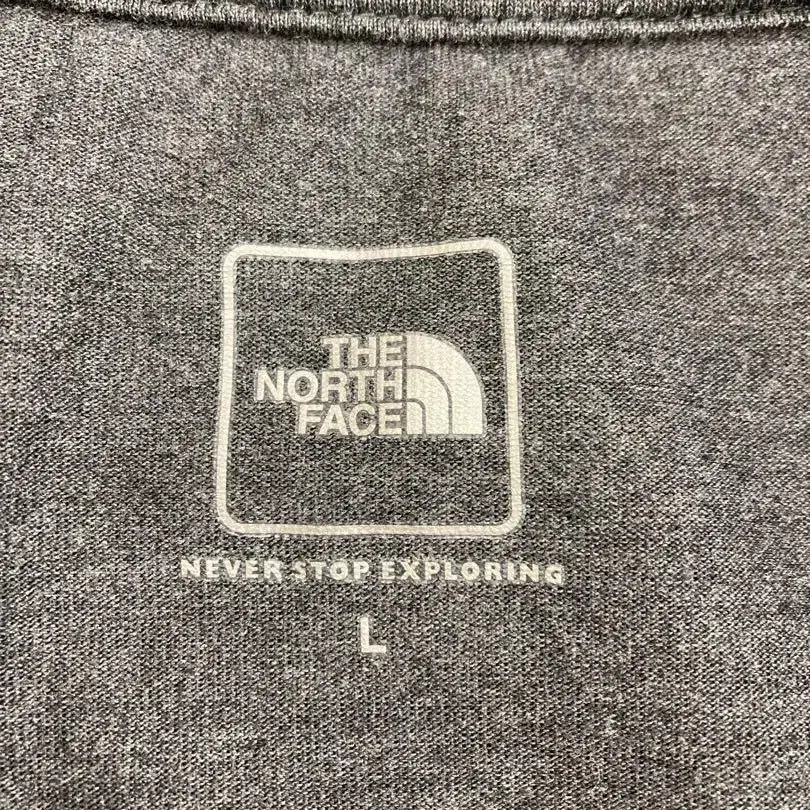 THE
NORTH
FACE
NEVER STOP EXPLORING
L